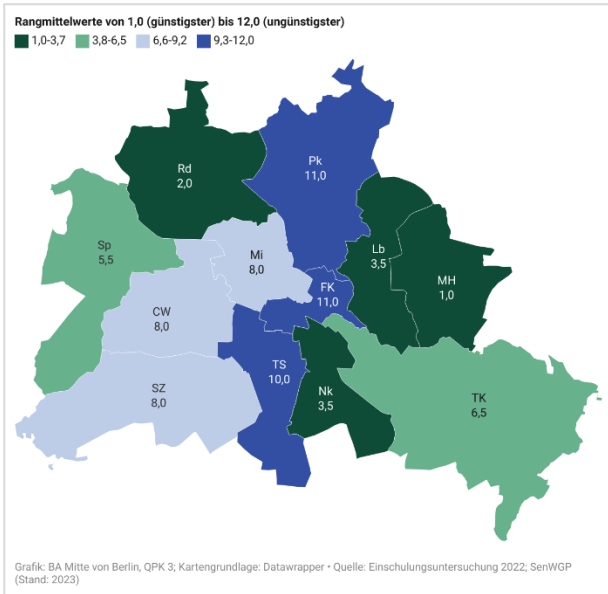 Rangmittelwerte von 1,0 (günstigster) bis 12,0 (ungünstigster)
1,0-3,7 3,8-6,5 6,6-9,2 9,3-12,0
Rd
2,0
Pk
11,0
Sp
5,5
Mi
8,0
Lb
3,5
MH
1,0
FK
11,0
CW
8,0
TS
10,0
SZ
8,0
Nk
3,5
TK
6,5
Grafik: BA Mitte von Berlin, QPK 3; Kartengrundlage: Datawrapper • Quelle: Einschulungsuntersuchung 2022; SenWGP
(Stand: 2023)